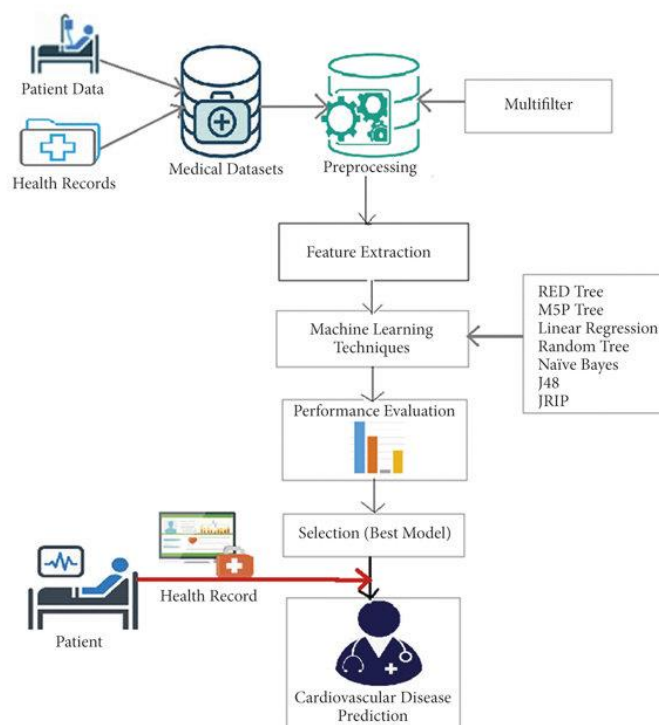 Patient Data
Health Records
Medical Datasets
Preprocessing
Multifilter
Feature Extraction
Machine Learning
Techniques
RED Tree
M5P Tree
Linear Regression
Random Tree
Naïve Bayes
J48
JRIP
Performance Evaluation
Selection (Best Model)
Health Record
Patient
Cardiovascular Disease
Prediction